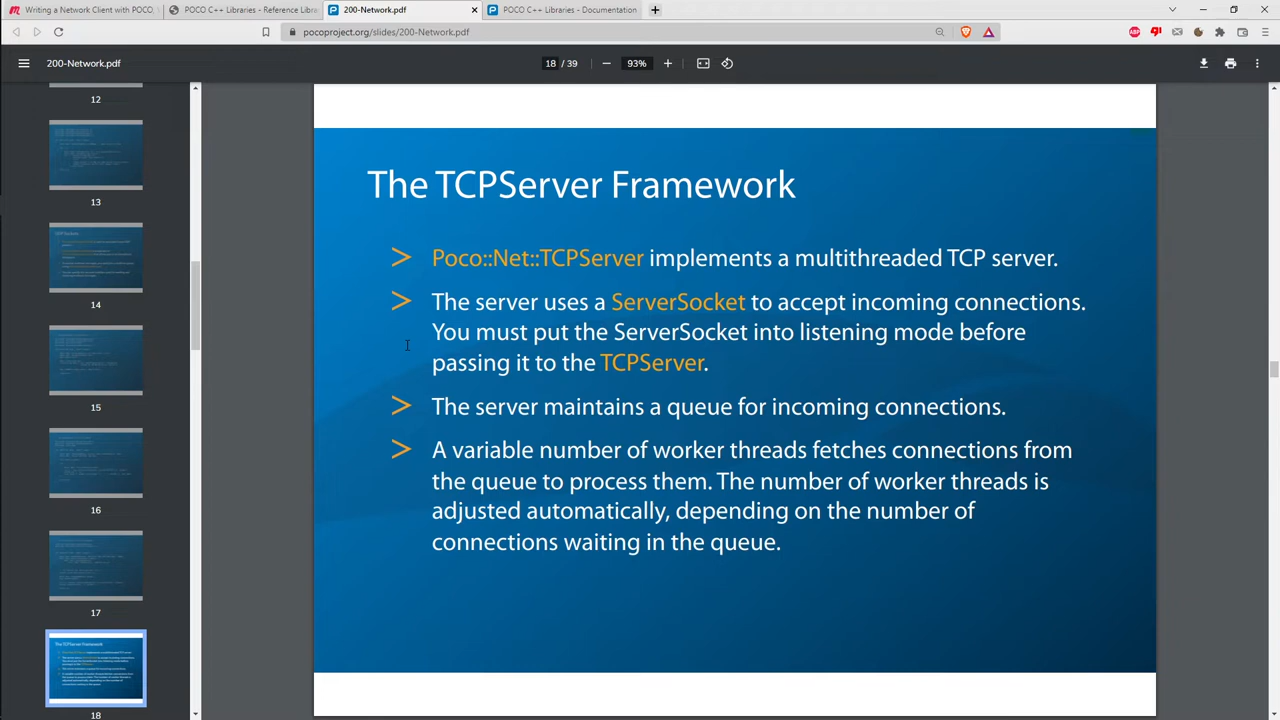 Writing a Network Client with POCO,
POCO C++ Libraries - Reference Libra
200-Network.pdf
POCO C++ Libraries - Documentation
pocoproject.org/slides/200-Network.pdf
200-Network.pdf
18 / 39
93%
12
13
14
15
16
17
18
The TCPServer Framework
> Poco::Net::TCPServer implements a multithreaded TCP server.
> The server uses a ServerSocket to accept incoming connections.
You must put the ServerSocket into listening mode before
passing it to the TCPServer.
> The server maintains a queue for incoming connections.
> A variable number of worker threads fetches connections from
the queue to process them. The number of worker threads is
adjusted automatically, depending on the number of
connections waiting in the queue.